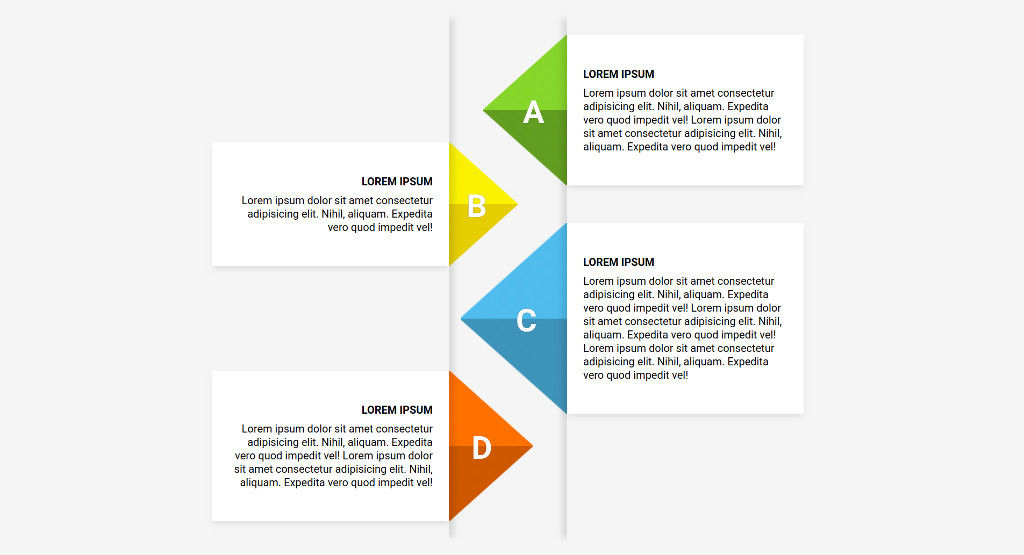 A
LOREM IPSUM
Lorem ipsum dolor sit amet consectetur
adipisicing elit. Nihil, aliquam. Expedita
vero quod impedit vel! Lorem ipsum dolor
sit amet consectetur adipisicing elit. Nihil,
aliquam. Expedita vero quod impedit vel!
LOREM IPSUM
Lorem ipsum dolor sit amet consectetur
adipisicing elit. Nihil, aliquam. Expedita
vero quod impedit vel!
B
C
LOREM IPSUM
Lorem ipsum dolor sit amet consectetur
adipisicing elit. Nihil, aliquam. Expedita
vero quod impedit vel! Lorem ipsum dolor
sit amet consectetur adipisicing elit. Nihil,
aliquam. Expedita vero quod impedit vel!
Lorem ipsum dolor sit amet consectetur
adipisicing elit. Nihil, aliquam. Expedita
vero quod impedit vel!
LOREM IPSUM
Lorem ipsum dolor sit amet consectetur
adipisicing elit. Nihil, aliquam. Expedita
vero quod impedit vel! Lorem ipsum dolor
sit amet consectetur adipisicing elit. Nihil,
aliquam. Expedita vero quod impedit vel!
D